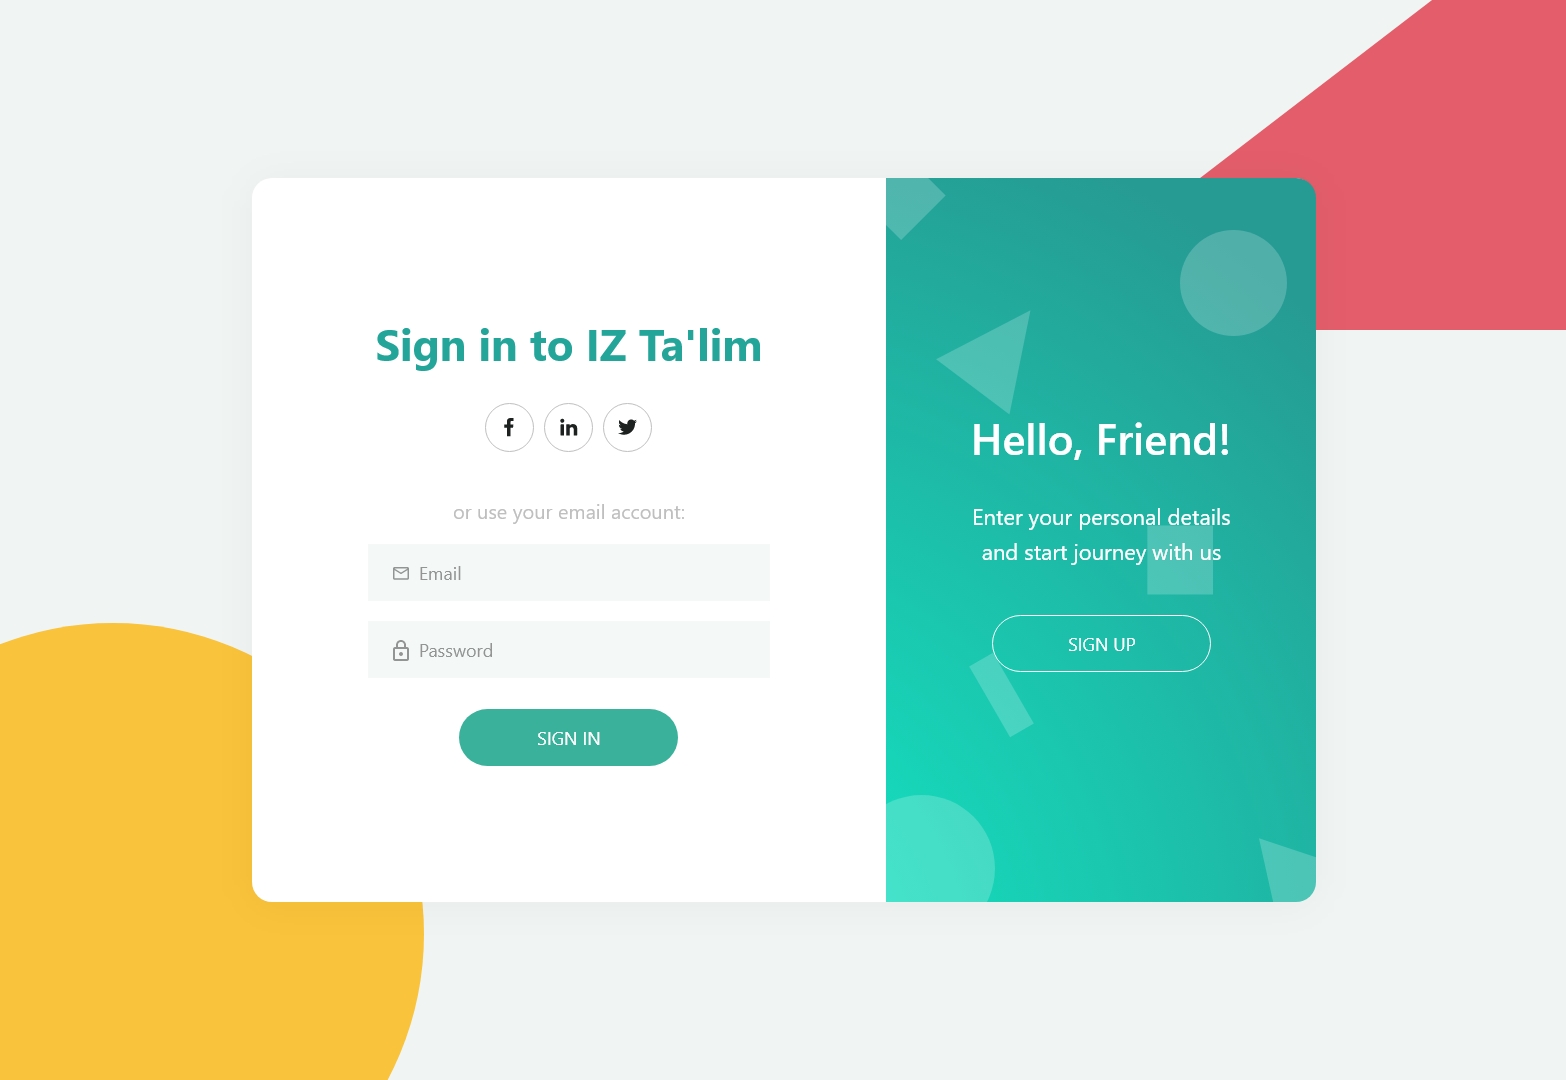 Sign in to IZ Ta'lim
or use your email account:
Email
Password
SIGN IN
Hello, Friend!
Enter your personal details
and start journey with us
SIGN UP